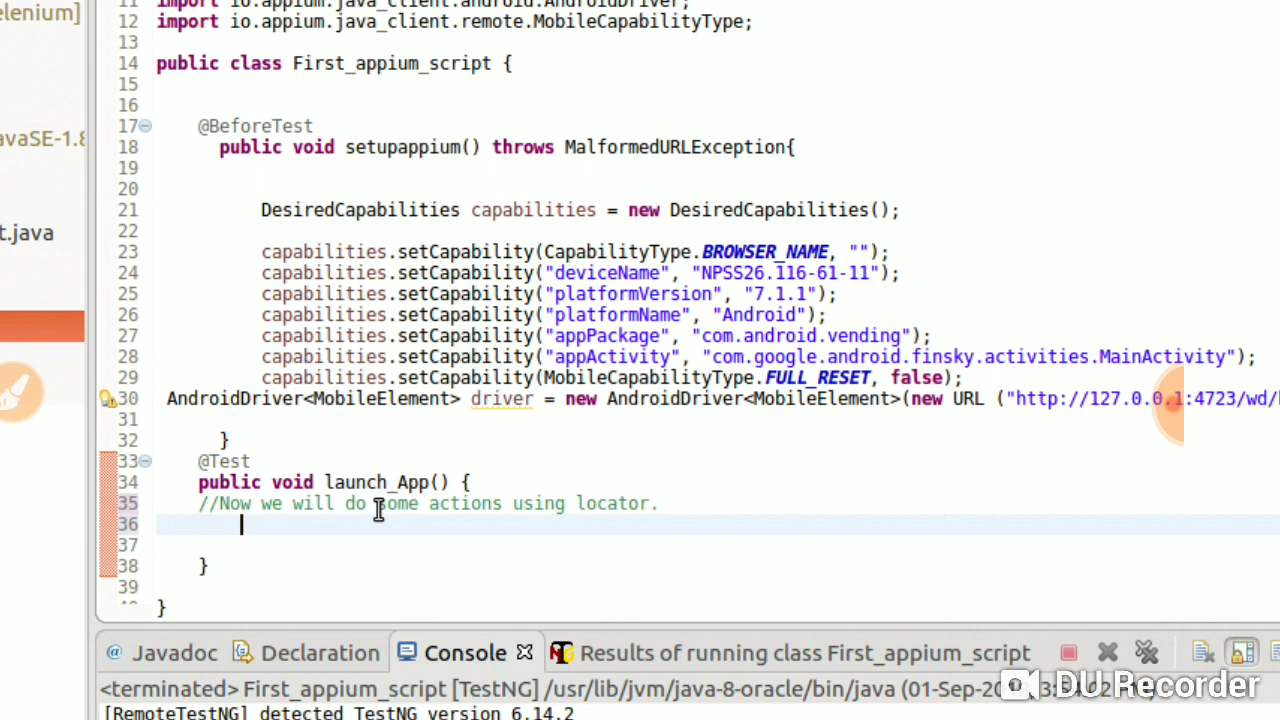 elenium]
avaSE-1.8
t.java
11 import io.appium.java_client.android.AndroidDriver;
12 import io.appium.java_client.remote.MobileCapabilityType;
13
14 public class First_appium_script {
15
16
17 @BeforeTest
18 public void setupappium() throws MalformedURLException{
19
20
21 DesiredCapabilities capabilities = new DesiredCapabilities();
22
23 capabilities.setCapability(CapabilityType.BROWSER_NAME, "");
24 capabilities.setCapability("deviceName", "NPSS26.116-61-11");
25 capabilities.setCapability("platformVersion", "7.1.1");
26 capabilities.setCapability("platformName", "Android");
27 capabilities.setCapability("appPackage", "com.android.vending");
28 capabilities.setCapability("appActivity", "com.google.android.finsky.activities.MainActivity");
29 capabilities.setCapability(MobileCapabilityType.FULL_RESET, false);
30 AndroidDriver<MobileElement> driver = new AndroidDriver<MobileElement>(new URL ("http://127.0.0.1:4723/wd/
31
32 }
33 @Test
34 public void launch_App() {
35 //Now we will do some actions using locator.
36
37
38 }
39
40 }
Javadoc Declaration Console Results of running class First_appium_script
<terminated> First_appium_script [TestNG] /usr/lib/jvm/java-8-oracle/bin/java (01-Sep-20
DU Recorder
[RemoteTestNG] detected TestNG version 6.14.2